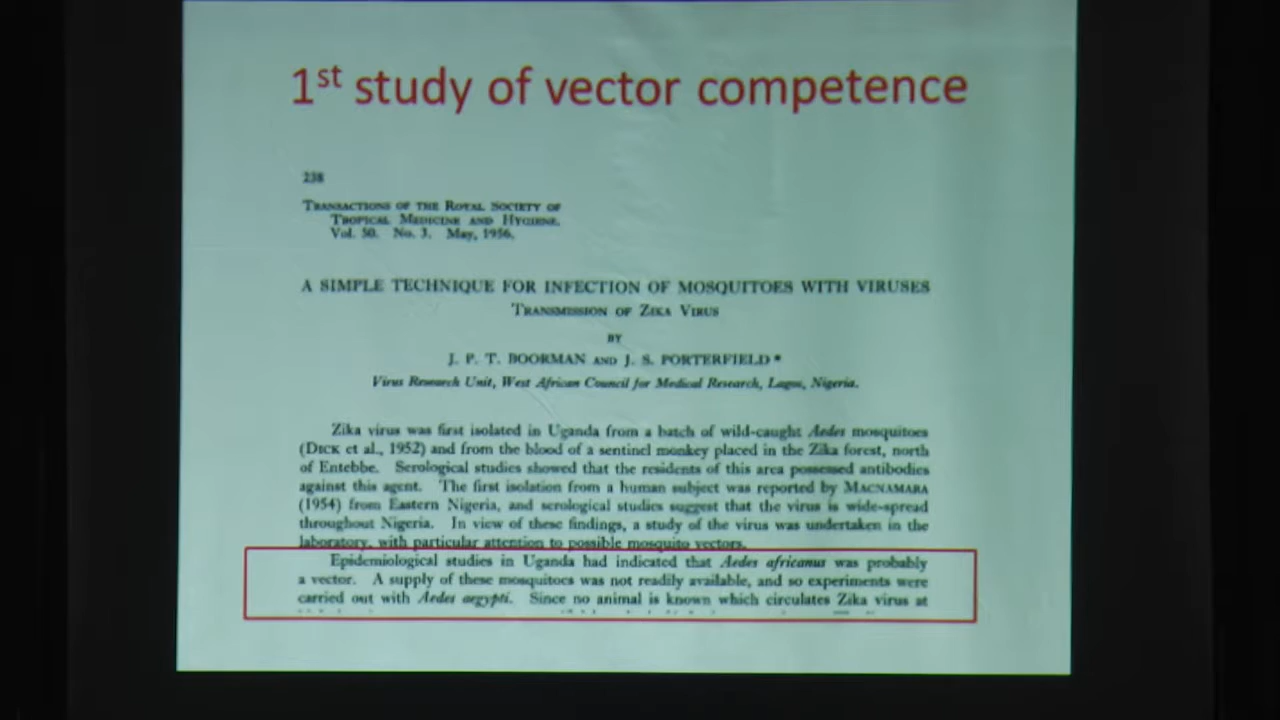 1st study of vector competence
238
TRANSACTIONS OF THE ROYAL SOCIETY OF
TROPICAL MEDICINE AND HYGIENE.
Vol. 50. No. 3. May, 1956.
A SIMPLE TECHNIQUE FOR INFECTION OF MOSQUITOES WITH VIRUSES
TRANSMISSION OF ZIKA VIRUS
BY
J. P. T. BOORMAN AND J. S. PORTERFIELD*
Virus Research Unit, West African Council for Medical Research, Lagos, Nigeria.
Zika virus was first isolated in Uganda from a batch of wild-caught Aedes mosquitoes
(DICK et al., 1952) and from the blood of a sentinel monkey placed in the Zika forest, north
of Entebbe. Serological studies showed that the residents of this area possessed antibodies
against this agent. The first isolation from a human subject was reported by MACNAMARA
(1954) from Eastern Nigeria, and serological studies suggest that the virus is wide-spread
throughout Nigeria. In view of these findings, a study of the virus was undertaken in the
laboratory, with particular attention to possible mosquito vectors.
Epidemiological studies in Uganda had indicated that Aedes africanus was probably
a vector. A supply of these mosquitoes was not readily available, and so experiments were
carried out with Aedes aegypti. Since no animal is known which circulates Zika virus at